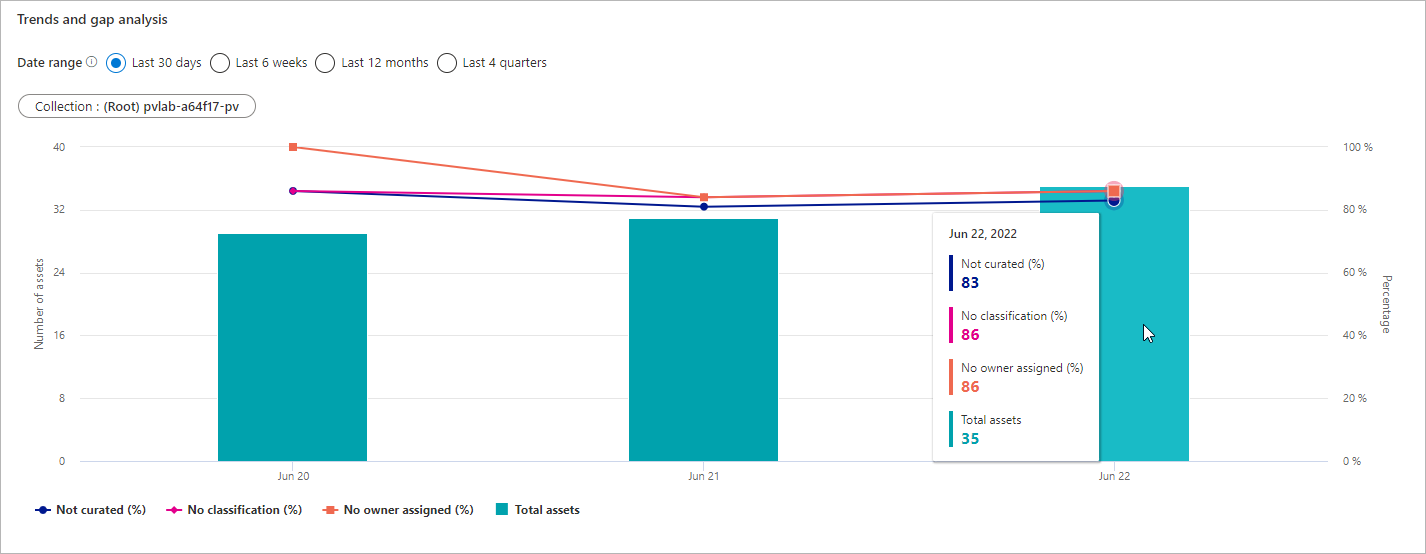 Trends and gap analysis
Date range Last 30 days Last 6 weeks Last 12 months Last 4 quarters
Collection : (Root) pvlab-a64f17-pv
40
32
24
16
8
0
Number of assets
100 %
80 %
60 %
40 %
20 %
0 %
Percentage
Jun 22, 2022
Not curated (%)
83
No classification (%)
86
No owner assigned (%)
86
Total assets
35
Jun 20 Jun 21 Jun 22
Not curated (%) No classification (%) No owner assigned (%) Total assets